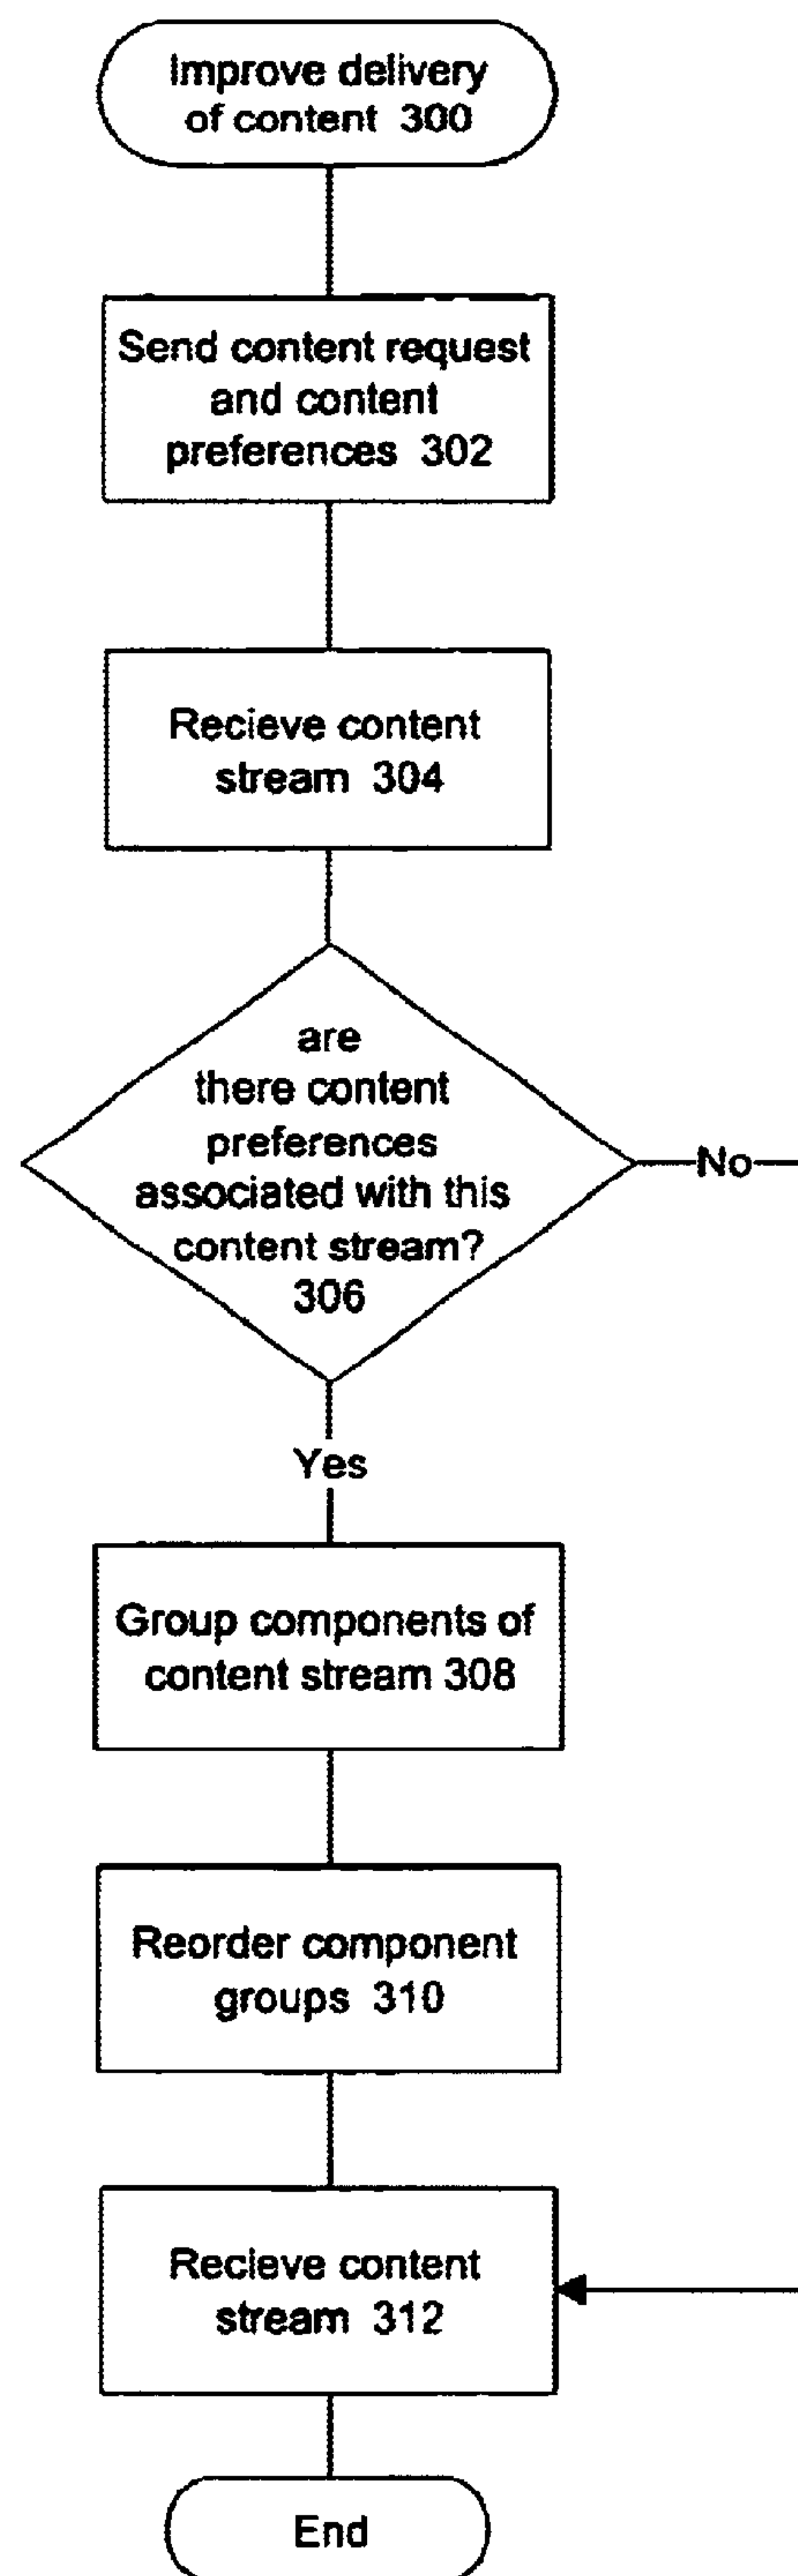 Improve delivery
of content 300
Send content request
and content
preferences 302
Recieve content
stream 304
are
there content
preferences
associated with this
content stream?
306
No
Yes
Group components of
content stream 308
Reorder component
groups 310
Recieve content
stream 312
End